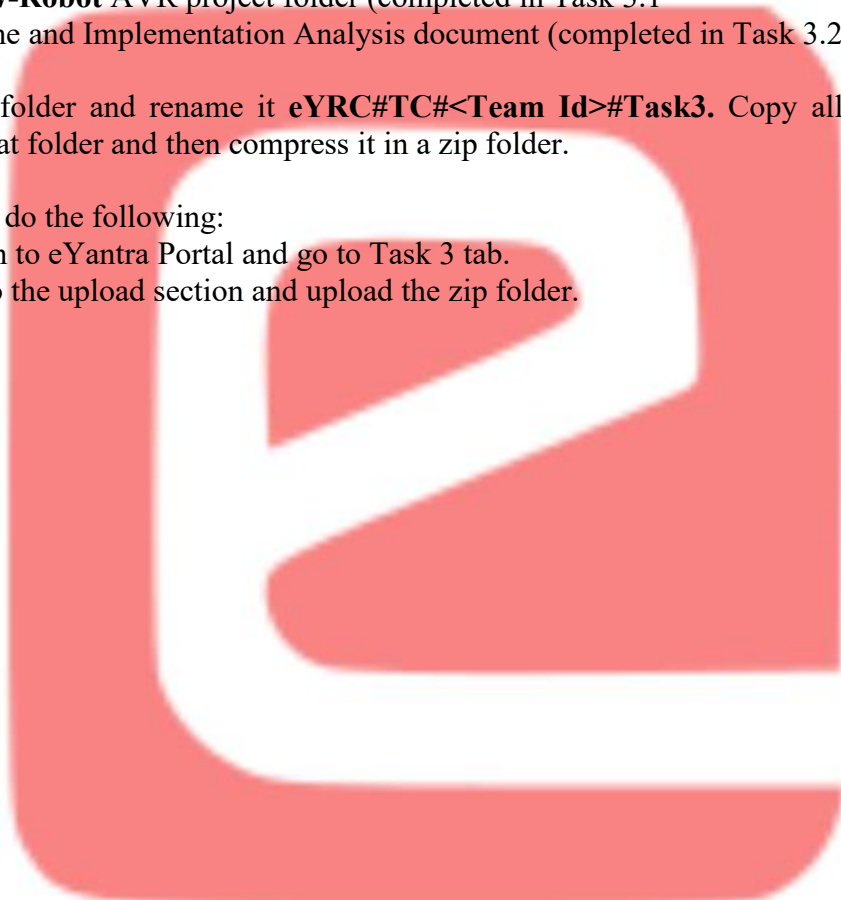 y-Robot AVR project folder (completed in Task 3.1
ne and Implementation Analysis document (completed in Task 3.2
folder and rename it eYRC#TC#<Team Id>#Task3. Copy all
at folder and then compress it in a zip folder.
do the following:
n to eYantra Portal and go to Task 3 tab.
o the upload section and upload the zip folder.